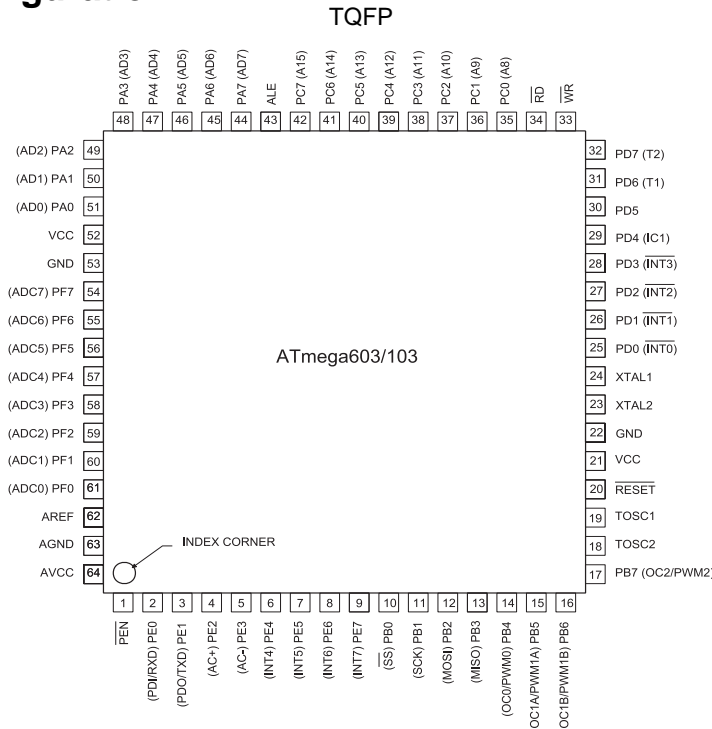 TQFP
PA3 (AD3)
PA4 (AD4)
PA5 (AD5)
PA6 (AD6)
PA7 (AD7)
ALE
PC7 (A15)
PC6 (A14)
PC5 (A13)
PC4 (A12)
PC3 (A11)
PC2 (A10)
PC1 (A9)
PC0 (A8)
RD
WR
48 47 46 45 44 43 42 41 40 39 38 37 36 35 34 33
(AD2) PA2 49
(AD1) PA1 50
(AD0) PA0 51
VCC 52
GND 53
(ADC7) PF7 54
(ADC6) PF6 55
(ADC5) PF5 56
(ADC4) PF4 57
(ADC3) PF3 58
(ADC2) PF2 59
(ADC1) PF1 60
(ADC0) PF0 61
AREF 62
AGND 63
AVCC 64
ATmega603/103
INDEX CORNER
32 PD7 (T2)
31 PD6 (T1)
30 PD5
29 PD4 (IC1)
28 PD3 (INT3)
27 PD2 (INT2)
26 PD1 (INT1)
25 PD0 (INT0)
24 XTAL1
23 XTAL2
22 GND
21 VCC
20 RESET
19 TOSC1
18 TOSC2
17 PB7 (OC2/PWM2)
1 2 3 4 5 6 7 8 9 10 11 12 13 14 15 16
PEN
(PDI/RXD) PE0
(PDO/TXD) PE1
(AC+) PE2
(AC-) PE3
(INT4) PE4
(INT5) PE5
(INT6) PE6
(INT7) PE7
(SS) PB0
(SCK) PB1
(MOSI) PB2
(MISO) PB3
(OC0/PWM0) PB4
OC1A/PWM1A) PB5
OC1B/PWM1B) PB6